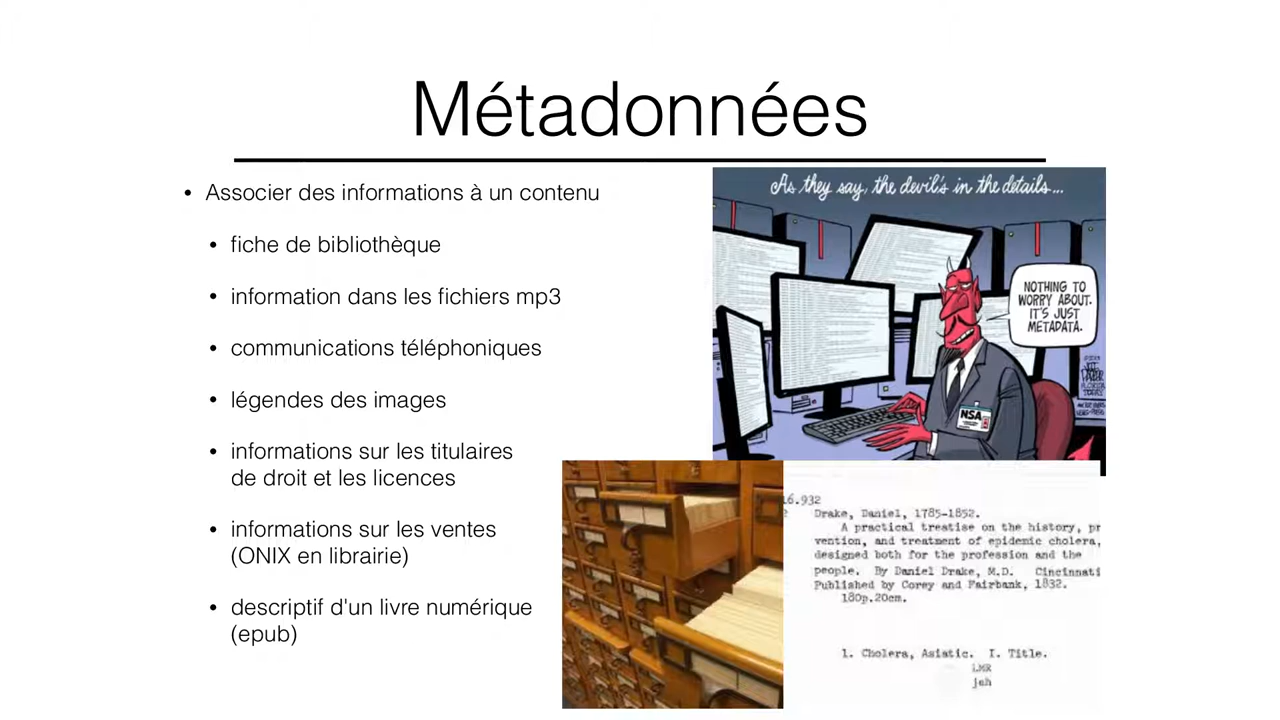 Métadonnées
• Associer des informations à un contenu
• fiche de bibliothèque
• information dans les fichiers mp3
• communications téléphoniques
• légendes des images
• informations sur les titulaires
de droit et les licences
• informations sur les ventes
(ONIX en librairie)
• descriptif d'un livre numérique
(epub)
As they say, the devil's in the details...
NOTHING TO
WORRY ABOUT.
IT'S JUST
METADATA.
NSA
16.932
Drake, Daniel, 1785-1852.
A practical treatise on the history, pr
vention, and treatment of epidemic cholera,
designed both for the profession and the
people. By Daniel Drake, M.D. Cincinnati
Published by Corey and Fairbank, 1832.
180p.20cm.
1. Cholera, Asiatic. I. Title.
LMR
jeh